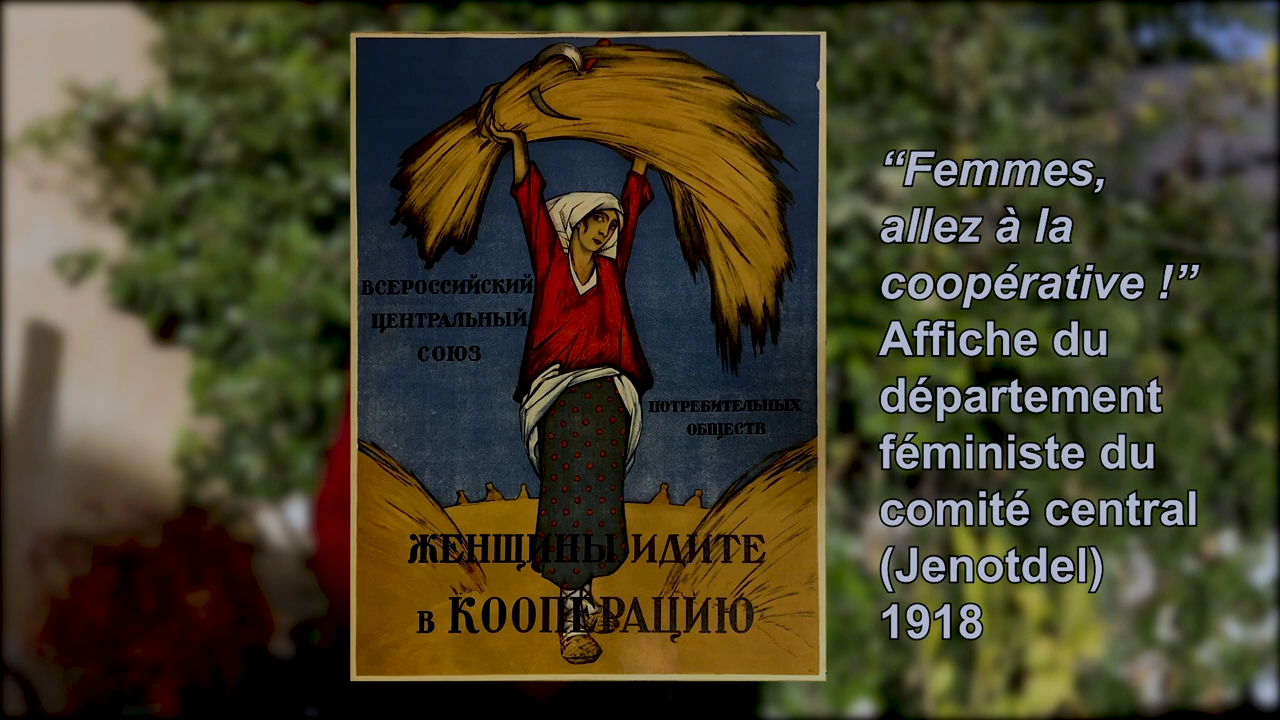 ВСЕРОССИЙСКИЙ
ЦЕНТРАЛЬНЫЙ
СОЮЗ
ПОТРЕБИТЕЛЬНЫХ
ОБЩЕСТВ
ЖЕНЩИНЫ ИДИТЕ
в КООПЕРАЦИЮ
“Femmes,
allez à la
coopérative !”
Affiche du
département
féministe du
comité central
(Jenotdel)
1918